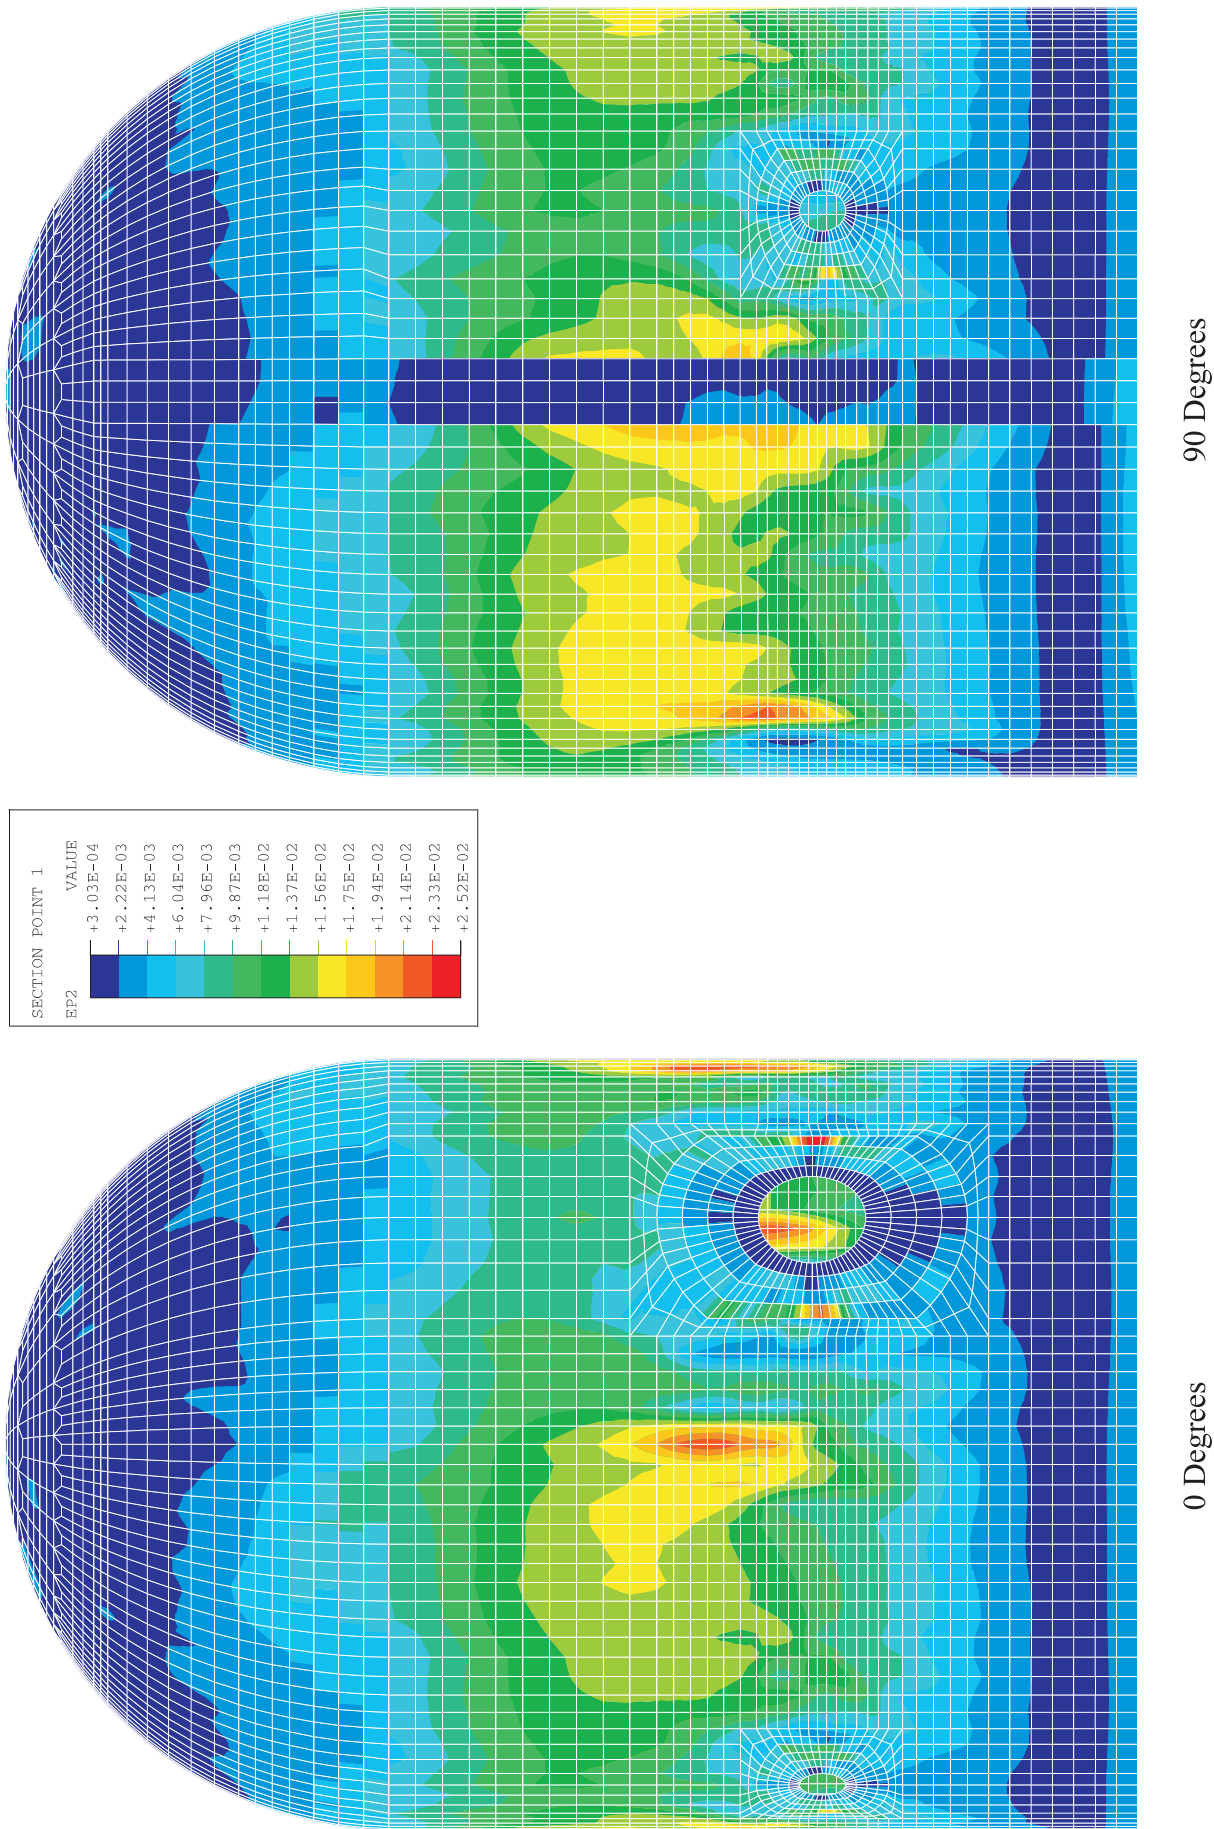 SECTION POINT 1
EP2 VALUE
+3.03E-04
+2.22E-03
+4.13E-03
+6.04E-03
+7.96E-03
+9.87E-03
+1.18E-02
+1.37E-02
+1.56E-02
+1.75E-02
+1.94E-02
+2.14E-02
+2.33E-02
+2.52E-02
0 Degrees
90 Degrees